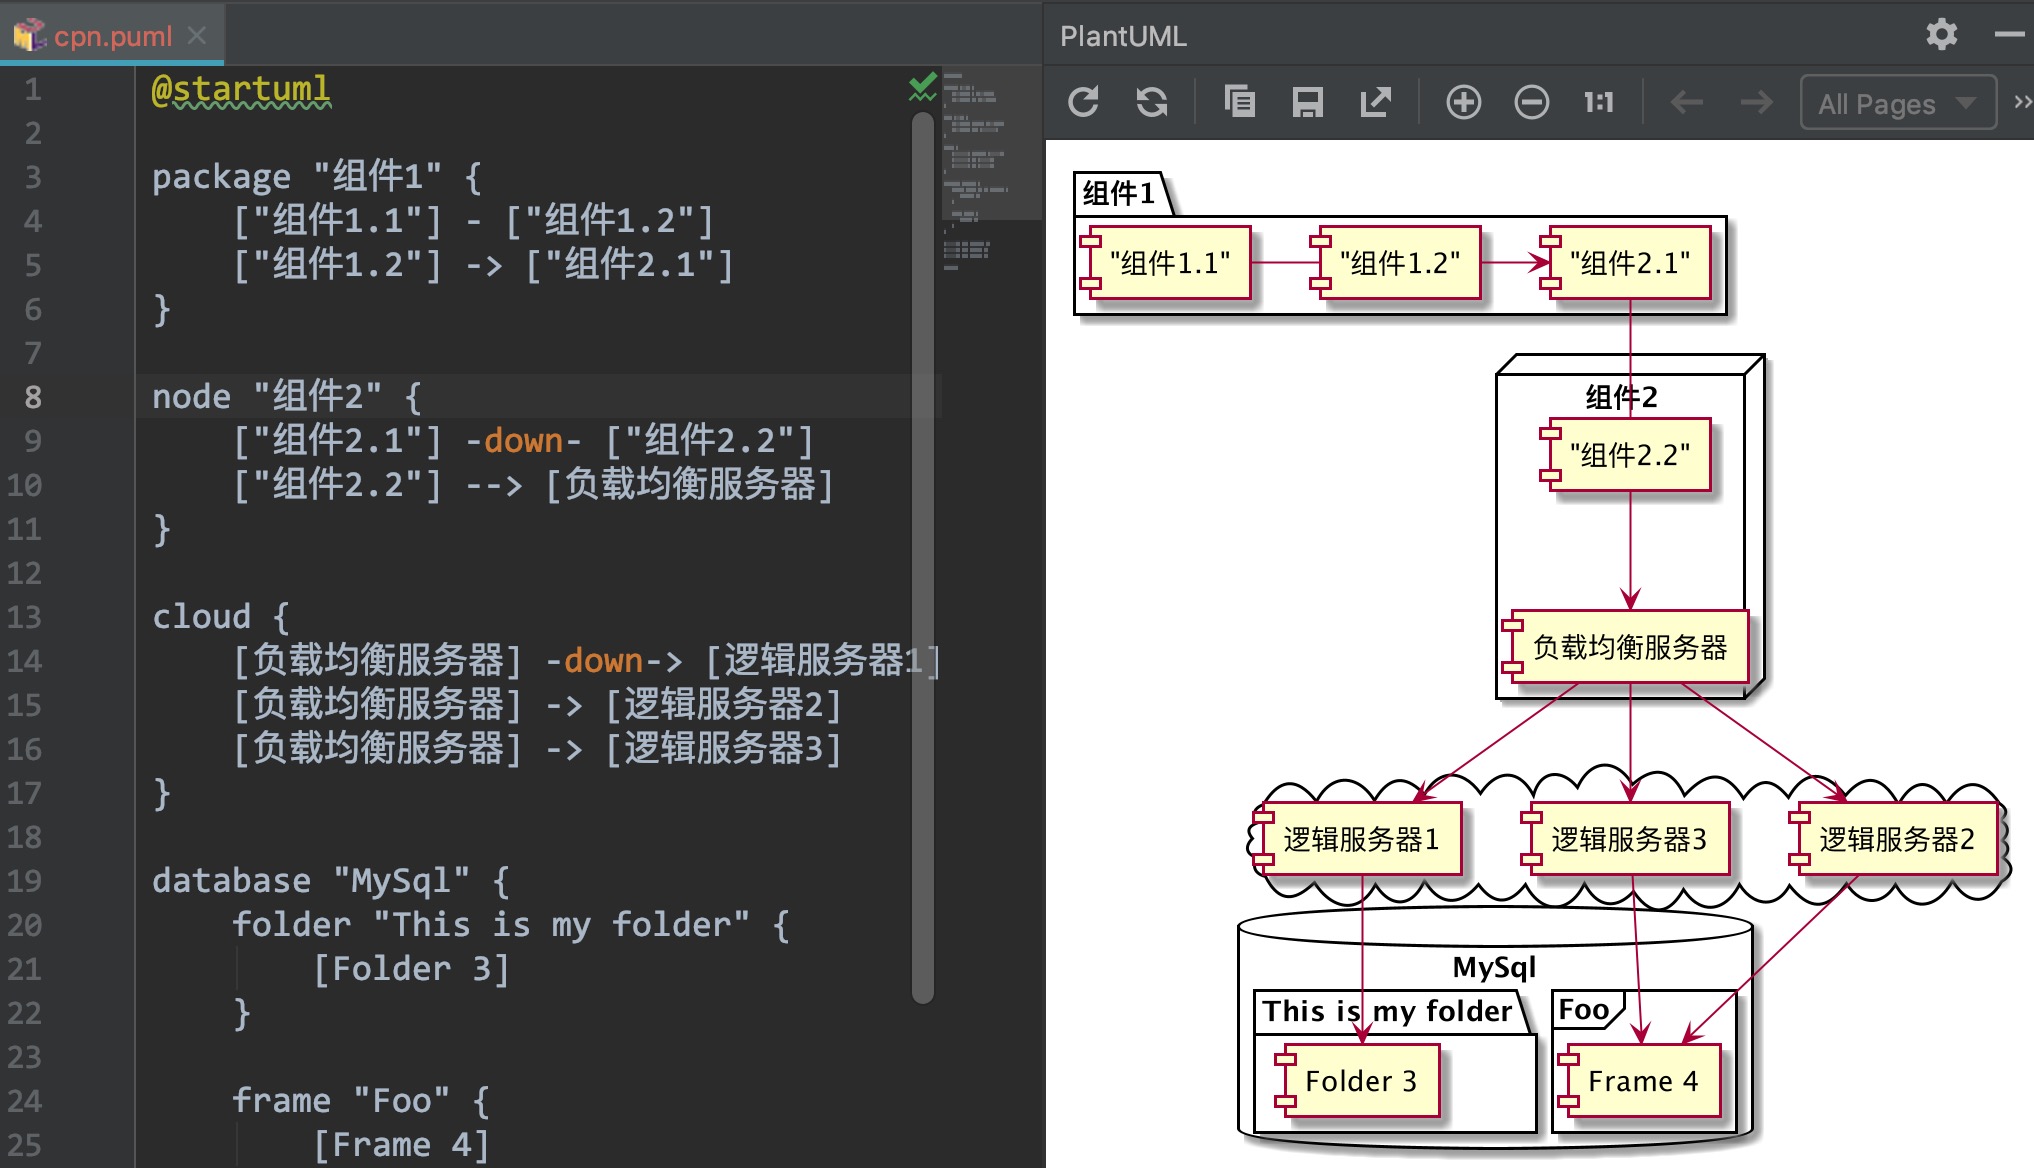 cpn.puml
1 @startuml
2
3 package "组件1" {
4 ["组件1.1"] - ["组件1.2"]
5 ["组件1.2"] -> ["组件2.1"]
6 }
7
8 node "组件2" {
9 ["组件2.1"] -down- ["组件2.2"]
10 ["组件2.2"] --> [负载均衡服务器]
11 }
12
13 cloud {
14 [负载均衡服务器] -down-> [逻辑服务器1]
15 [负载均衡服务器] -> [逻辑服务器2]
16 [负载均衡服务器] -> [逻辑服务器3]
17 }
18
19 database "MySql" {
20 folder "This is my folder" {
21 [Folder 3]
22 }
23
24 frame "Foo" {
25 [Frame 4]
PlantUML
1:1
All Pages
组件1
"组件1.1"
"组件1.2"
"组件2.1"
组件2
"组件2.2"
负载均衡服务器
逻辑服务器1
逻辑服务器3
逻辑服务器2
MySql
This is my folder
Foo
Folder 3
Frame 4